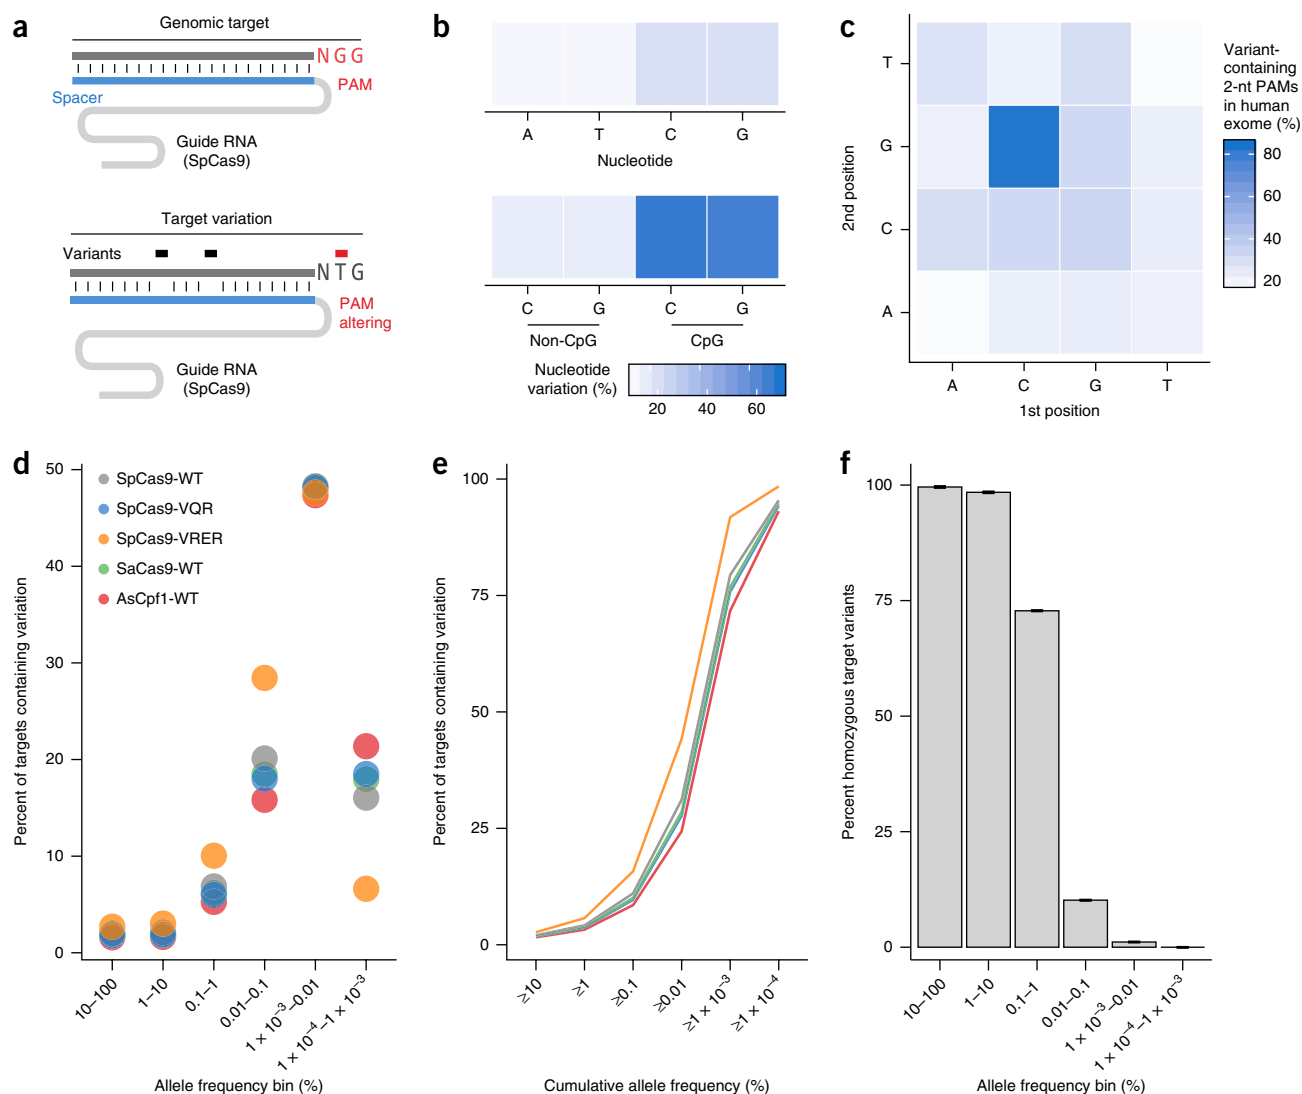 a
Genomic target
NGG
PAM
Spacer
Guide RNA
(SpCas9)
Target variation
Variants
NTG
PAM
altering
Guide RNA
(SpCas9)
b
A T C G
Nucleotide
C G C G
Non-CpG CpG
Nucleotide
variation (%)
20 40 60
c
T
G
C
A
2nd position
A C G T
1st position
Variant-
containing
2-nt PAMs
in human
exome (%)
80
60
40
20
d
50
40
30
20
10
0
Percent of targets containing variation
SpCas9-WT
SpCas9-VQR
SpCas9-VRER
SaCas9-WT
AsCpf1-WT
10–100
1–10
0.1–1
0.01–0.1
1 × 10⁻³–0.01
1 × 10⁻⁴–1 × 10⁻³
Allele frequency bin (%)
e
100
75
50
25
0
Percent of targets containing variation
≥10
≥1
≥0.1
≥0.01
≥1 × 10⁻³
≥1 × 10⁻⁴
Cumulative allele frequency (%)
f
100
75
50
25
0
Percent homozygous target variants
10–100
1–10
0.1–1
0.01–0.1
1 × 10⁻³–0.01
1 × 10⁻⁴–1 × 10⁻³
Allele frequency bin (%)